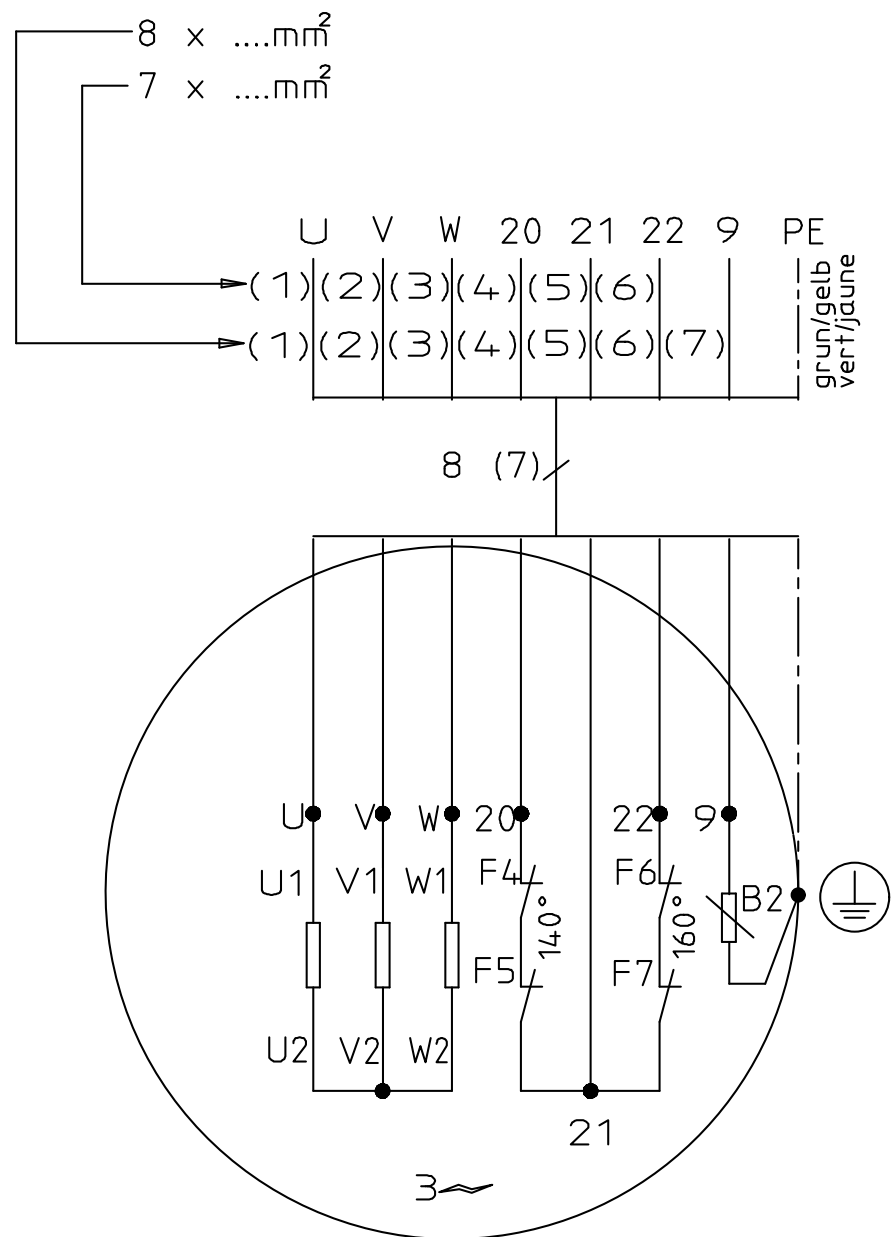 8 x ....mm²
7 x ....mm²
U V W 20 21 22 9 PE
(1) (2) (3) (4) (5) (6)
(1) (2) (3) (4) (5) (6) (7)
grun/gelb
vert/jaune
8 (7)
U V W 20 22 9
F4 F6
U1 V1 W1 B2
140° 160°
F5 F7
U2 V2 W2
21
3